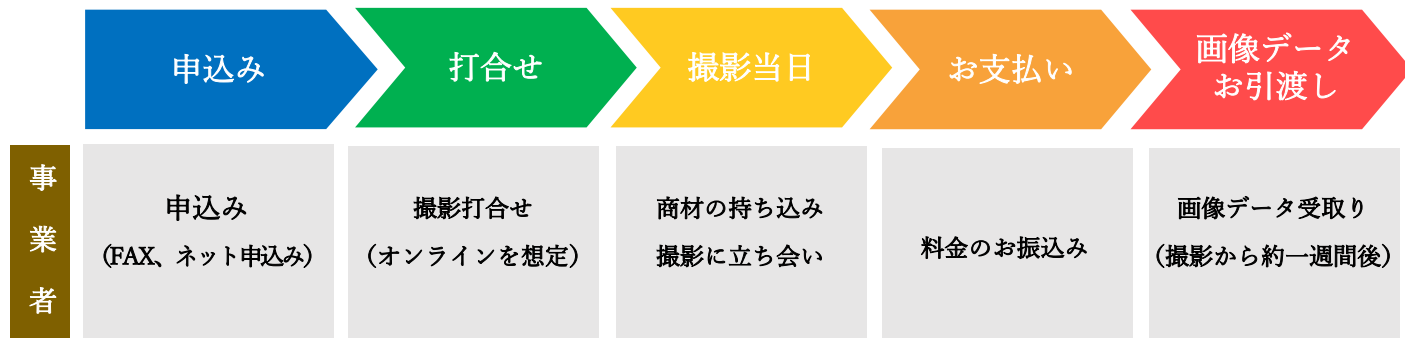 申込み
打合せ
撮影当日
お支払い
画像データ
お引渡し
事業者
申込み
（FAX、ネット申込み）
撮影打合せ
（オンラインを想定）
商材の持ち込み
撮影に立ち会い
料金のお振込み
画像データ受取り
（撮影から約一週間後）